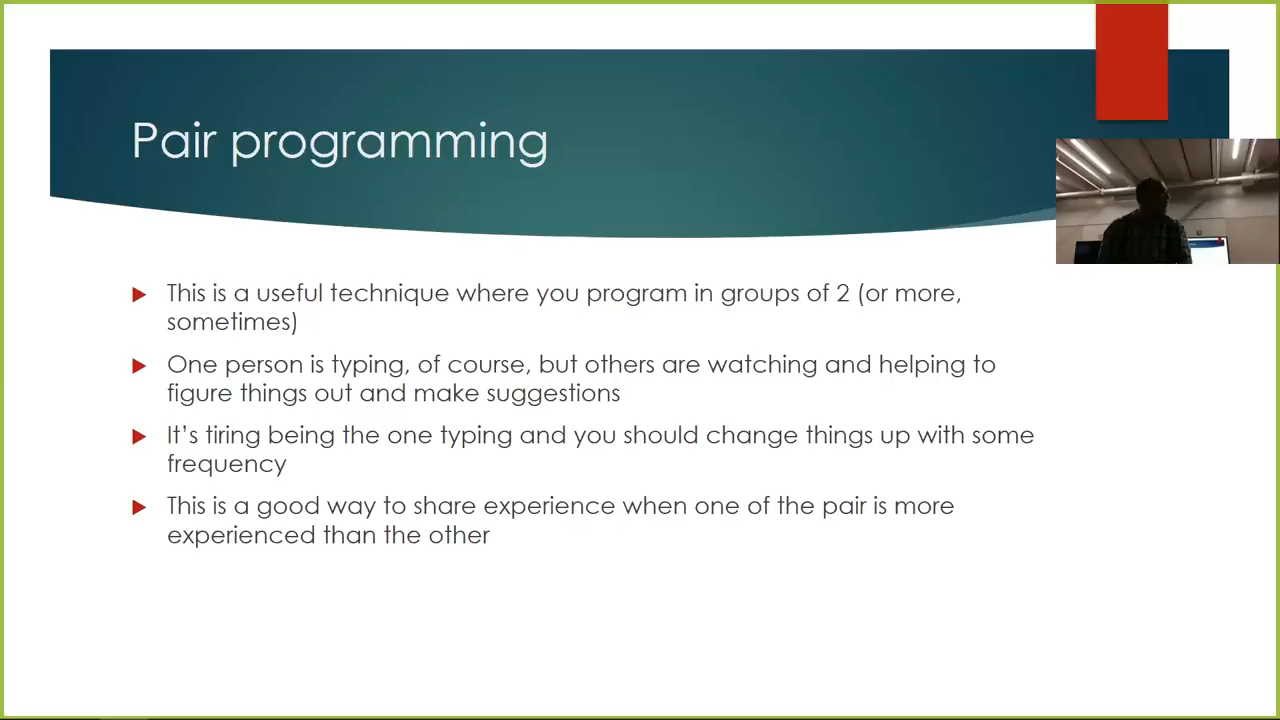 Pair programming
This is a useful technique where you program in groups of 2 (or more,
sometimes)
One person is typing, of course, but others are watching and helping to
figure things out and make suggestions
It’s tiring being the one typing and you should change things up with some
frequency
This is a good way to share experience when one of the pair is more
experienced than the other